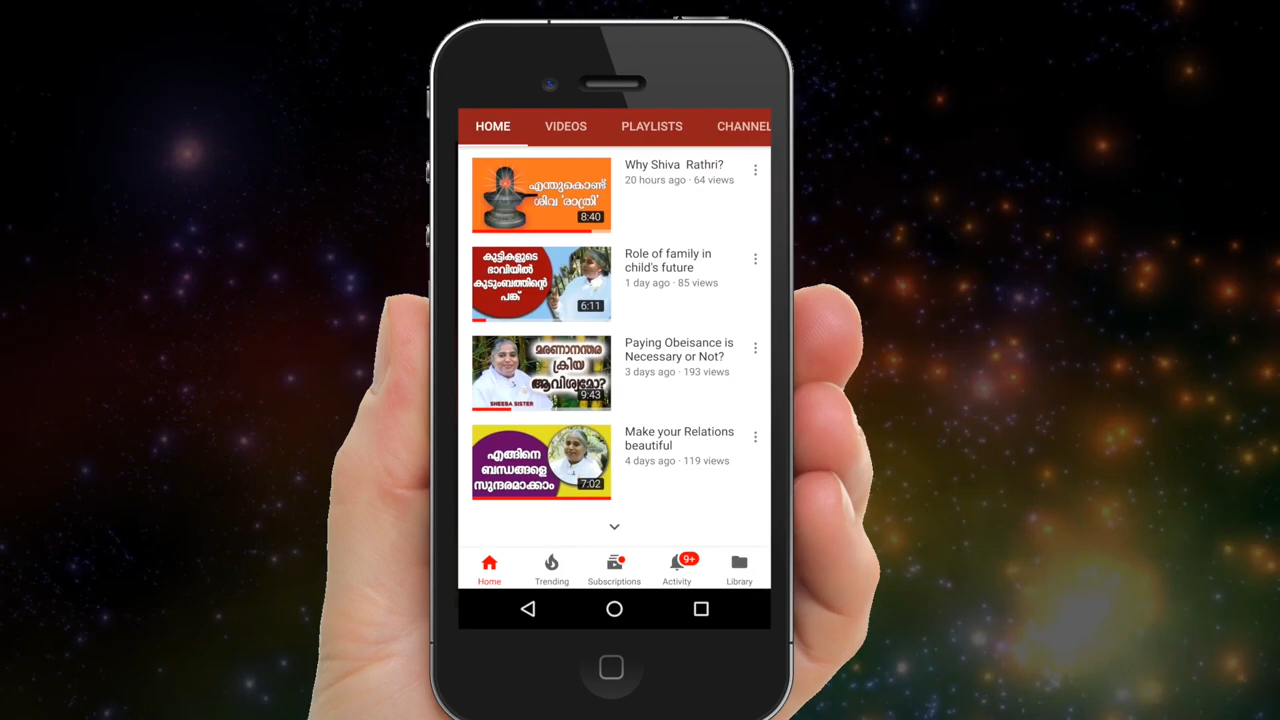 HOME VIDEOS PLAYLISTS CHANNEL
എന്തുകൊണ്ട്
ശിവ 'രാത്രി'
8:40
Why Shiva Rathri?
20 hours ago · 64 views
കുട്ടികളുടെ
ഭാവിയിൽ
കുടുംബത്തിന്റെ
പങ്ക്
6:11
Role of family in
child's future
1 day ago · 85 views
മരണാനന്തര
ക്രിയ
ആവിശ്യമോ?
9:43
SHEEBA SISTER
Paying Obeisance is
Necessary or Not?
3 days ago · 193 views
എങ്ങിനെ
ബന്ധങ്ങളെ
സുന്ദരമാക്കാം
7:02
Make your Relations
beautiful
4 days ago · 119 views
9+
Home Trending Subscriptions Activity Library